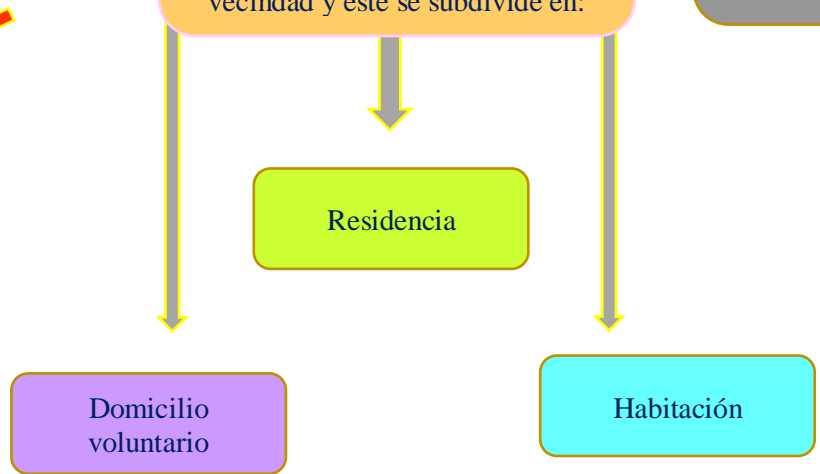 vecindad y este se subdivide en:
Residencia
Domicilio
voluntario
Habitación